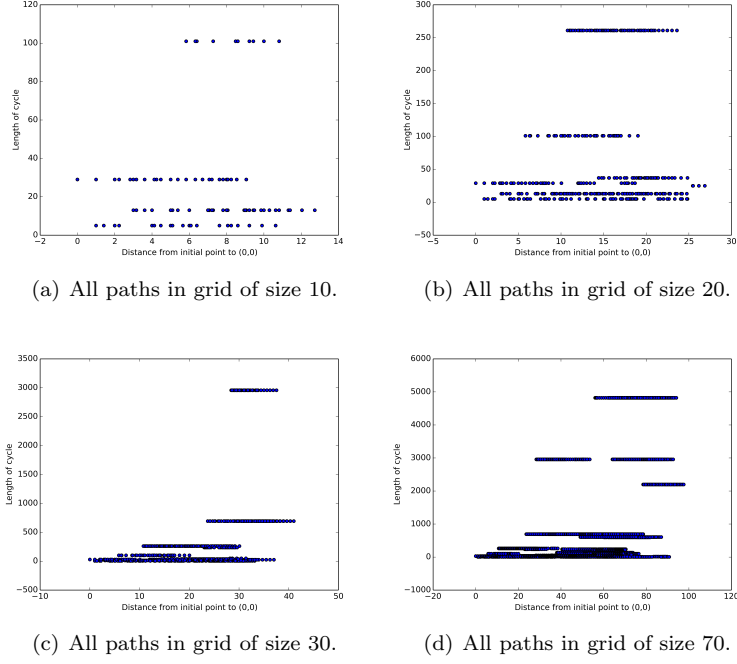 120
100
80
60
40
20
0
Length of cycle
−2 0 2 4 6 8 10 12 14
Distance from initial point to (0,0)
(a) All paths in grid of size 10.
300
250
200
150
100
50
0
−50
Length of cycle
−5 0 5 10 15 20 25 30
Distance from initial point to (0,0)
(b) All paths in grid of size 20.
3500
3000
2500
2000
1500
1000
500
0
−500
Length of cycle
−10 0 10 20 30 40 50
Distance from initial point to (0,0)
(c) All paths in grid of size 30.
6000
5000
4000
3000
2000
1000
0
−1000
Length of cycle
−20 0 20 40 60 80 100 120
Distance from initial point to (0,0)
(d) All paths in grid of size 70.